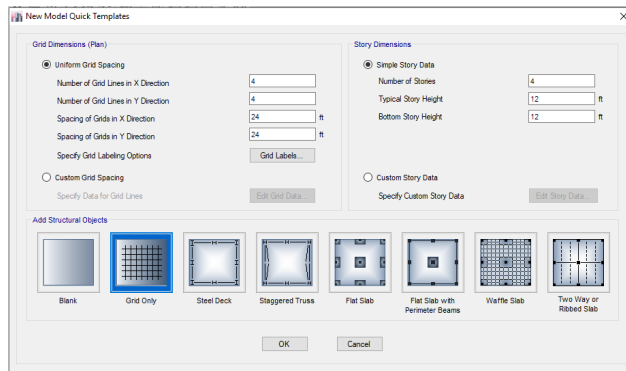 New Model Quick Templates
Grid Dimensions (Plan)
Uniform Grid Spacing
Number of Grid Lines in X Direction 4
Number of Grid Lines in Y Direction 4
Spacing of Grids in X Direction 24 ft
Spacing of Grids in Y Direction 24 ft
Specify Grid Labeling Options Grid Labels...
Custom Grid Spacing
Specify Data for Grid Lines Edit Grid Data...
Story Dimensions
Simple Story Data
Number of Stories 4
Typical Story Height 12 ft
Bottom Story Height 12 ft
Custom Story Data
Specify Custom Story Data Edit Story Data...
Add Structural Objects
Blank
Grid Only
Steel Deck
Staggered Truss
Flat Slab
Flat Slab with
Perimeter Beams
Waffle Slab
Two Way or
Ribbed Slab
OK Cancel